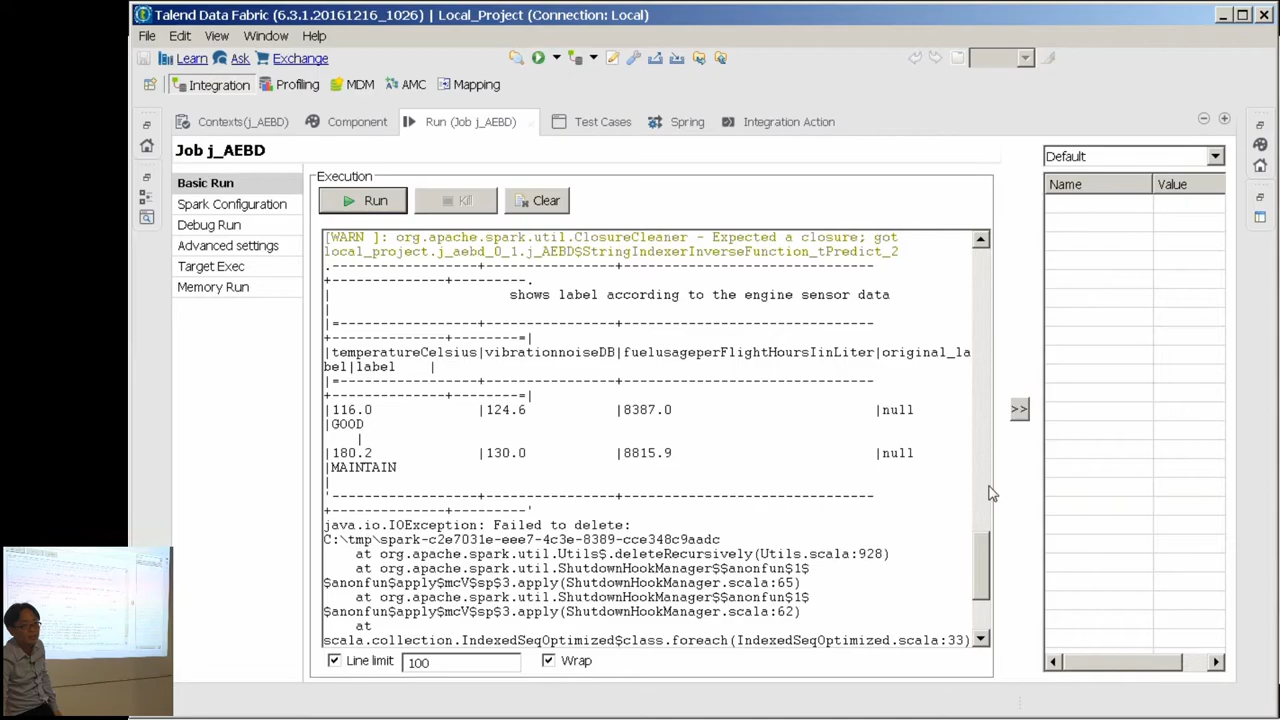 Talend Data Fabric (6.3.1.20161216_1026) | Local_Project (Connection: Local)
File Edit View Window Help
Learn Ask Exchange
Integration Profiling MDM AMC Mapping
Contexts(j_AEBD) Component Run (Job j_AEBD) Test Cases Spring Integration Action
Job j_AEBD
Default
Name Value
Basic Run
Spark Configuration
Debug Run
Advanced settings
Target Exec
Memory Run
Execution
Run Kill Clear
[WARN ]: org.apache.spark.util.ClosureCleaner - Expected a closure; got
local_project.j_aebd_0_1.j_AEBD$StringIndexerInverseFunction_tPredict_2
.--------------+--------------+---------------------------
+--------------+---------.
| shows label according to the engine sensor data
|
|=-------------+--------------+---------------------------
+--------------+--------=|
|temperatureCelsius|vibrationnoiseDB|fuelusageperFlightHoursIinLiter|original_la
bel|label |
|=-------------+--------------+---------------------------
+--------------+--------=|
|116.0 |124.6 |8387.0 |null
|GOOD
|
|180.2 |130.0 |8815.9 |null
|MAINTAIN
|
'--------------+--------------+---------------------------
+--------------+---------'
java.io.IOException: Failed to delete:
C:\tmp\spark-c2e7031e-eee7-4c3e-8389-cce348c9aadc
at org.apache.spark.util.Utils$.deleteRecursively(Utils.scala:928)
at org.apache.spark.util.ShutdownHookManager$$anonfun$1$
$anonfun$apply$mcV$sp$3.apply(ShutdownHookManager.scala:65)
at org.apache.spark.util.ShutdownHookManager$$anonfun$1$
$anonfun$apply$mcV$sp$3.apply(ShutdownHookManager.scala:62)
at
scala.collection.IndexedSeqOptimized$class.foreach(IndexedSeqOptimized.scala:33)
>>
Line limit 100 Wrap